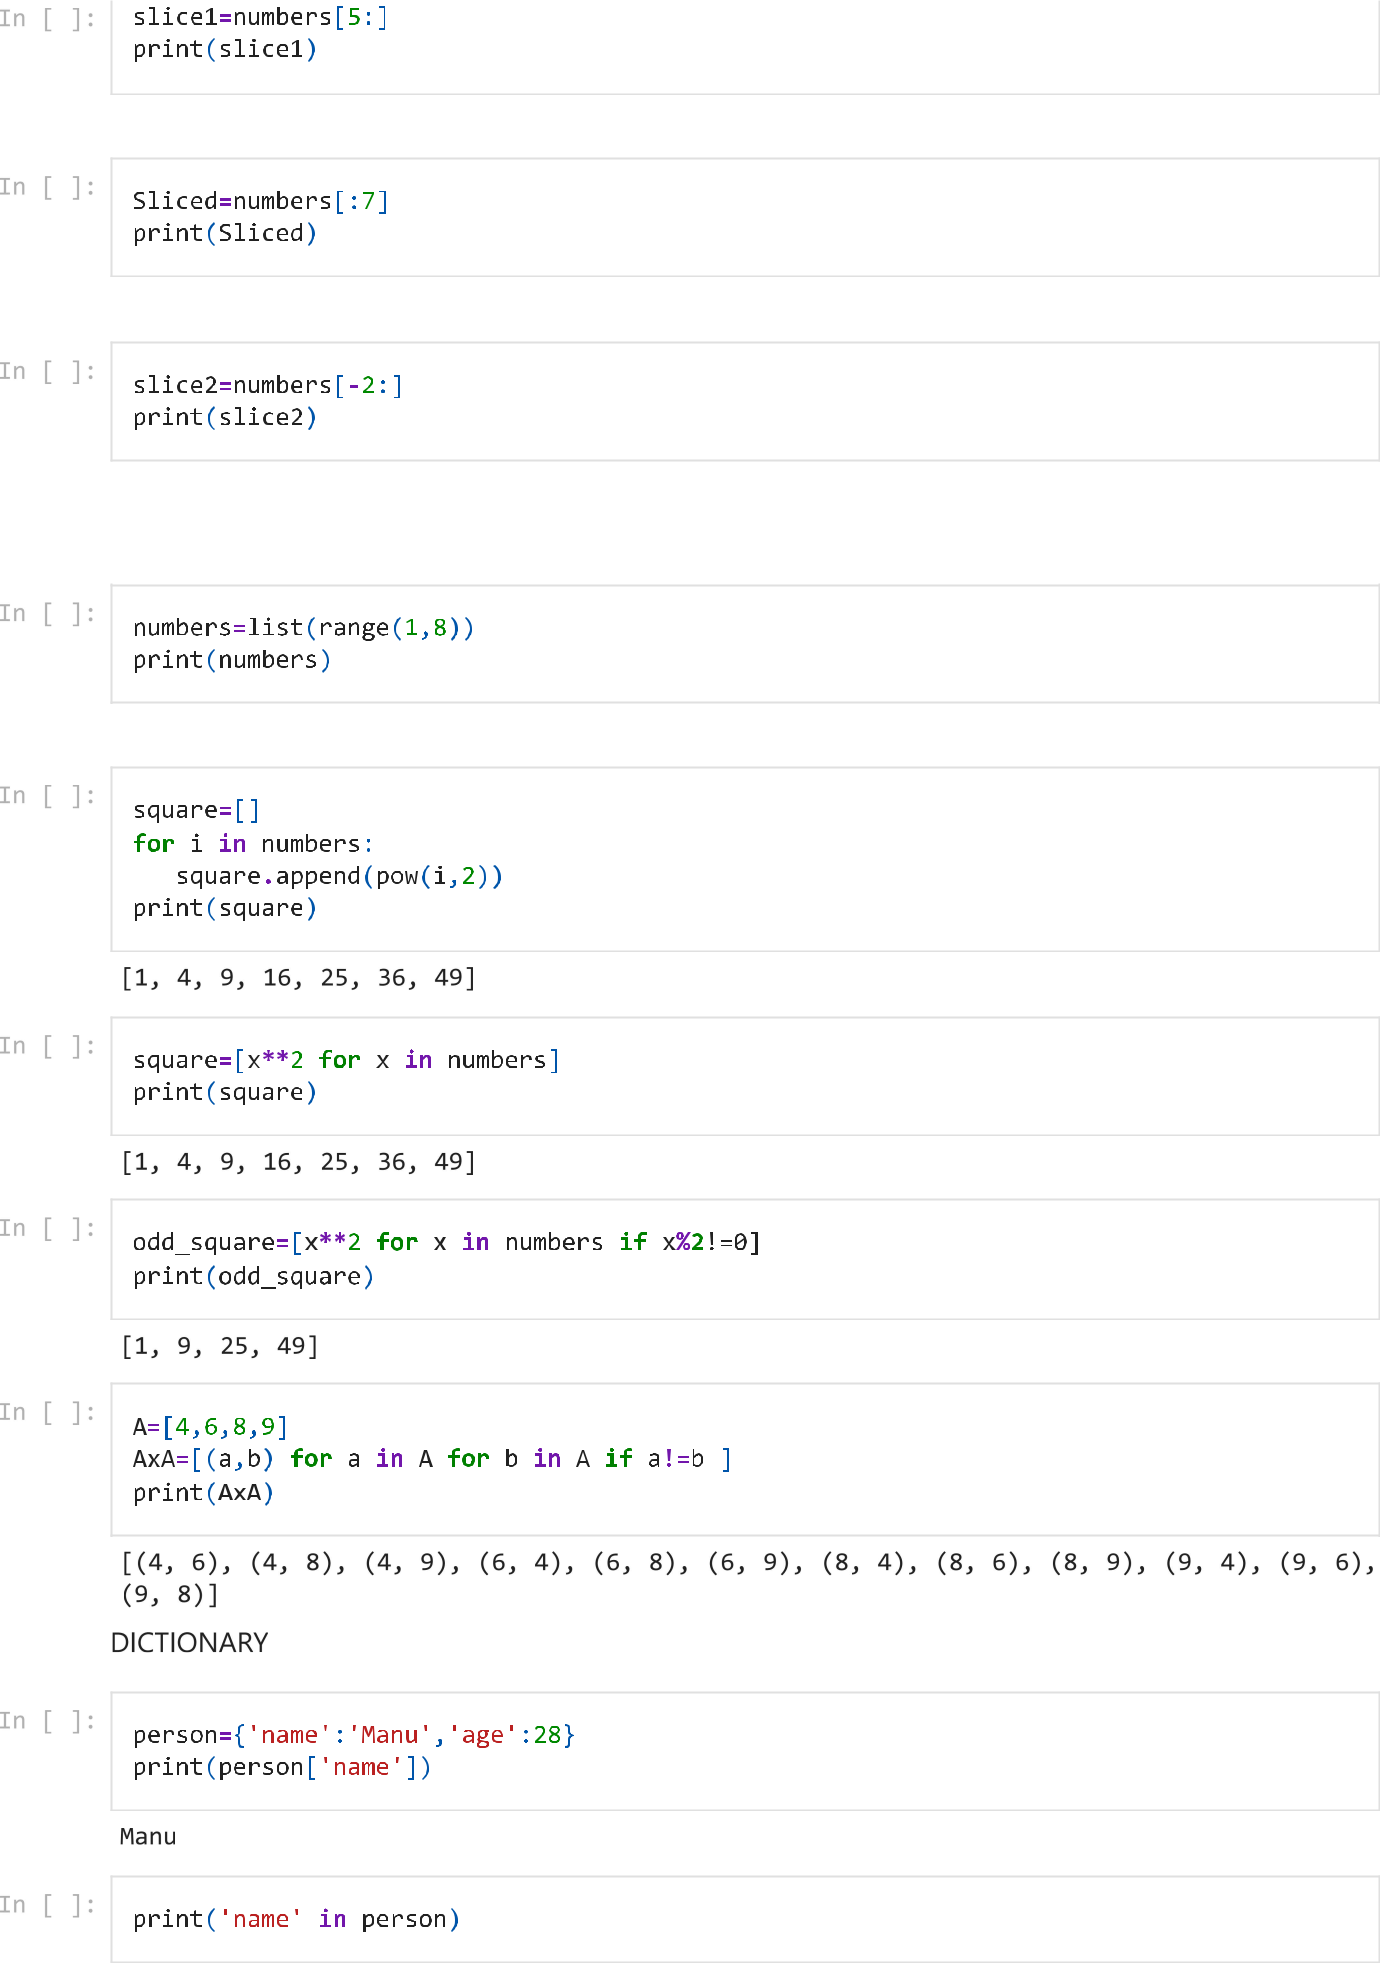 In [ ]:
slice1=numbers[5:]
print(slice1)
In [ ]:
Sliced=numbers[:7]
print(Sliced)
In [ ]:
slice2=numbers[-2:]
print(slice2)
In [ ]:
numbers=list(range(1,8))
print(numbers)
In [ ]:
square=[]
for i in numbers:
   square.append(pow(i,2))
print(square)
[1, 4, 9, 16, 25, 36, 49]
In [ ]:
square=[x**2 for x in numbers]
print(square)
[1, 4, 9, 16, 25, 36, 49]
In [ ]:
odd_square=[x**2 for x in numbers if x%2!=0]
print(odd_square)
[1, 9, 25, 49]
In [ ]:
A=[4,6,8,9]
AxA=[(a,b) for a in A for b in A if a!=b ]
print(AxA)
[(4, 6), (4, 8), (4, 9), (6, 4), (6, 8), (6, 9), (8, 4), (8, 6), (8, 9), (9, 4), (9, 6),
(9, 8)]
DICTIONARY
In [ ]:
person={'name':'Manu','age':28}
print(person['name'])
Manu
In [ ]:
print('name' in person)